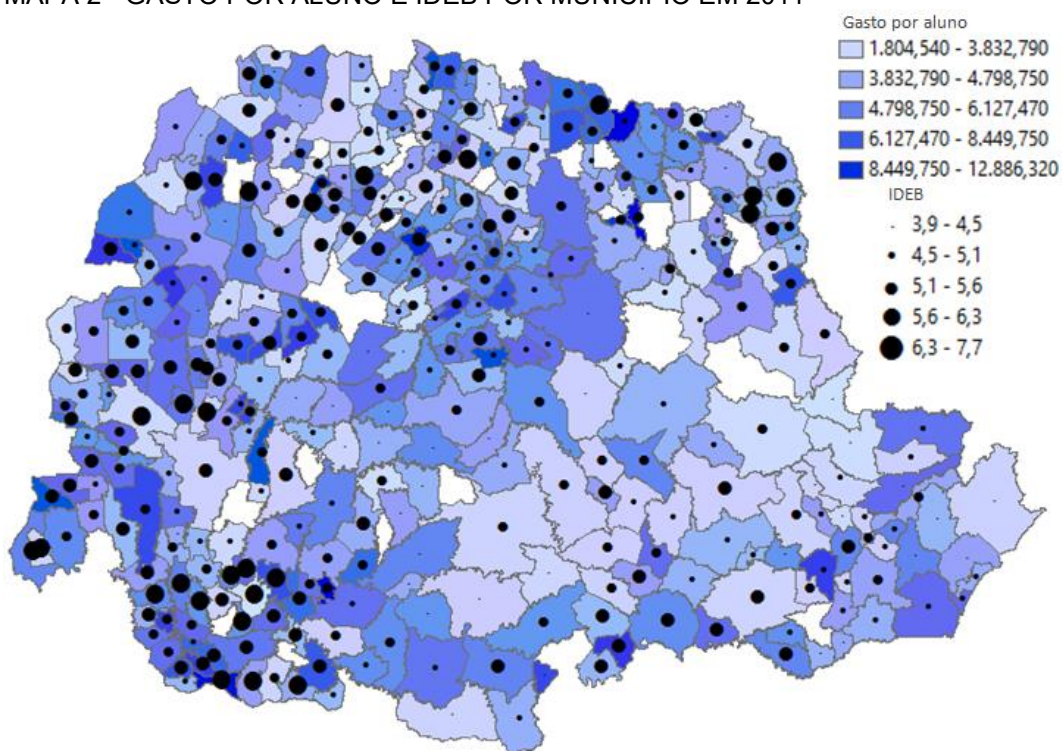 MAPA 2 - GASTO POR ALUNO E IDEB POR MUNICÍPIO EM 2011
Gasto por aluno
1.804,540 - 3.832,790
3.832,790 - 4.798,750
4.798,750 - 6.127,470
6.127,470 - 8.449,750
8.449,750 - 12.886,320
IDEB
3,9 - 4,5
4,5 - 5,1
5,1 - 5,6
5,6 - 6,3
6,3 - 7,7